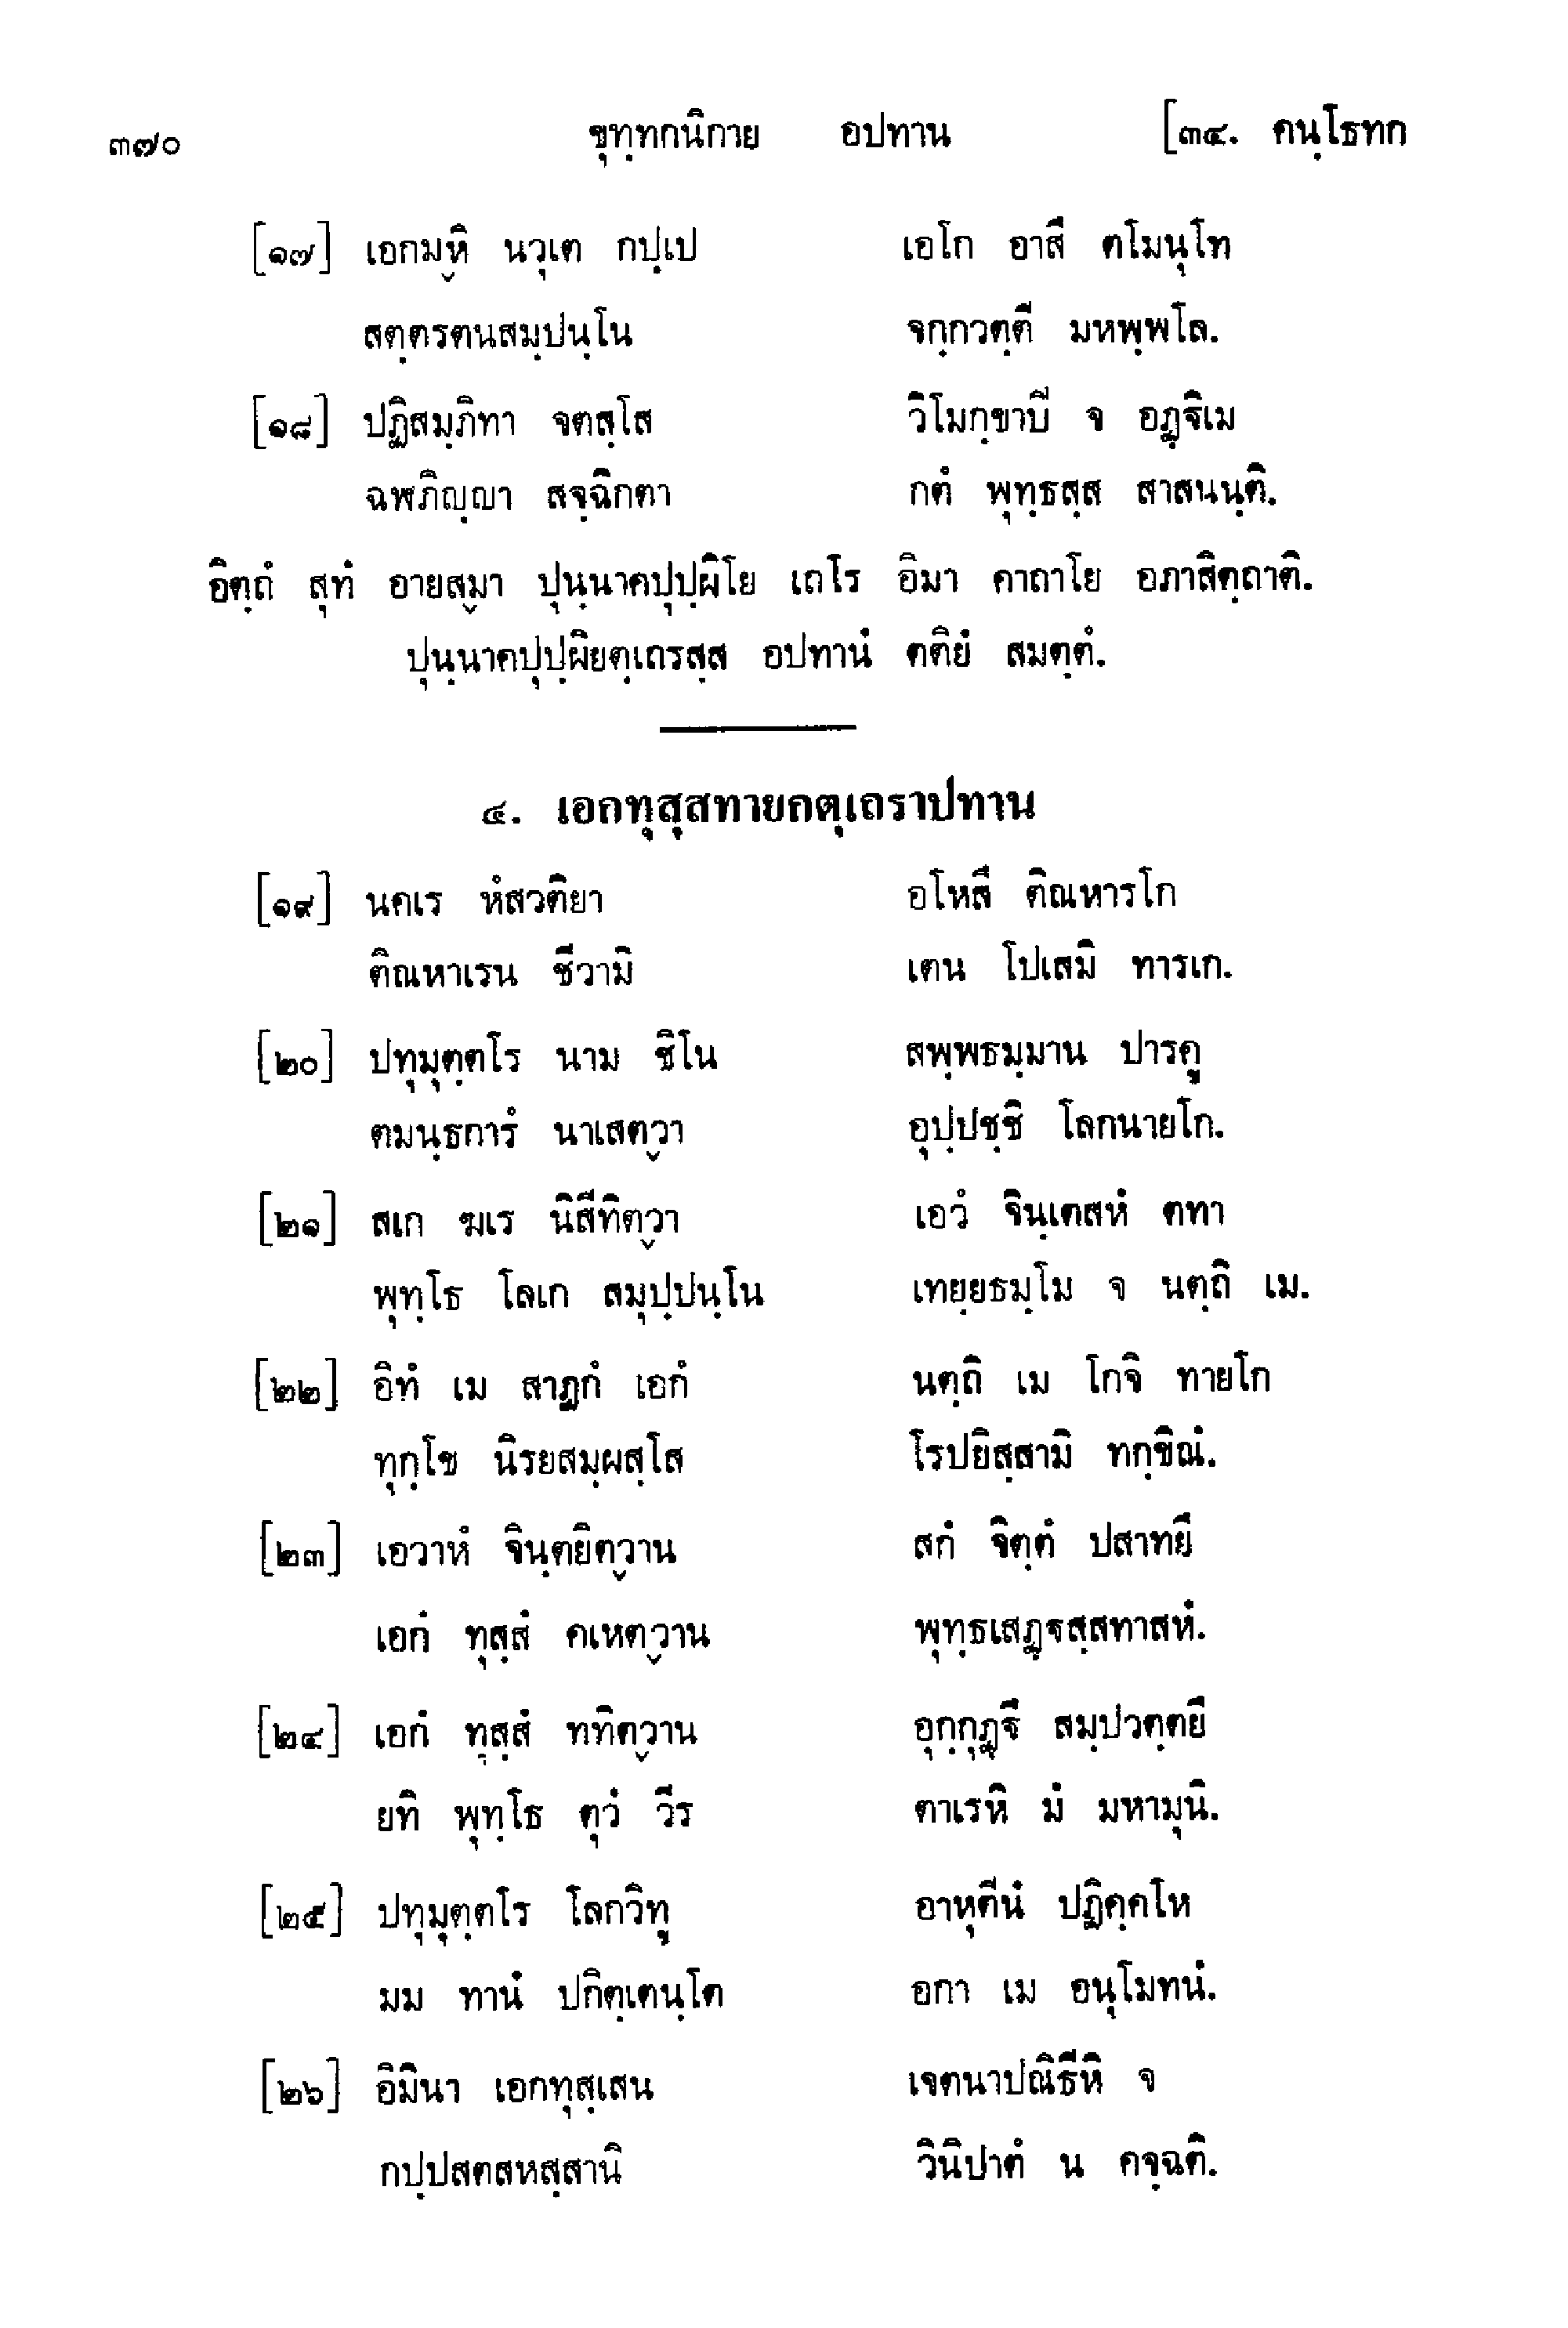 ๓๗๐ ขุทฺทกนิกาย อปทาน [๓๔. คนฺโธทก
[๑๗] เอกมฺหิ นวุเต กปฺเป เอโก อาสึ ตโมนุโท
สตฺตรตนสมฺปนฺโน จกฺกวตฺตี มหพฺพโล.
[๑๘] ปฏิสมฺภิทา จตสฺโส วิโมกฺขาปี จ อฏฺฐิเม
ฉฬภิญฺญา สจฺฉิกตา กตํ พุทฺธสฺส สาสนนฺติ.
อิตฺถํ สุทํ อายสฺมา ปุนฺนาคปุปฺผิโย เถโร อิมา คาถาโย อภาสิตฺถาติ.
ปุนฺนาคปุปฺผิยตฺเถรสฺส อปทานํ ตติยํ สมตฺตํ.
๔. เอกทุสฺสทายกตฺเถราปทาน
[๑๙] นคเร หํสวติยา อโหสึ ติณหารโก
ติณหาเรน ชีวามิ เตน โปเสมิ ทารเก.
[๒๐] ปทุมุตฺตโร นาม ชิโน สพฺพธมฺมาน ปารคู
ตมนฺธการํ นาเสตฺวา อุปฺปชฺชิ โลกนายโก.
[๒๑] สเก ฆเร นิสีทิตฺวา เอวํ จินฺเตสหํ ตทา
พุทฺโธ โลเก สมุปฺปนฺโน เทยฺยธมฺโม จ นตฺถิ เม.
[๒๒] อิทํ เม สาฏกํ เอกํ นตฺถิ เม โกจิ ทายโก
ทุกฺโข นิรยสมฺผสฺโส โรปยิสฺสามิ ทกฺขิณํ.
[๒๓] เอวาหํ จินฺตยิตฺวาน สกํ จิตฺตํ ปสาทยึ
เอกํ ทุสฺสํ คเหตฺวาน พุทฺธเสฏฺฐสฺสทาสหํ.
[๒๔] เอกํ ทุสฺสํ ททิตฺวาน อุกฺกุฏฺฐึ สมฺปวตฺตยึ
ยทิ พุทฺโธ ตุวํ วีร ตาเรหิ มํ มหามุนิ.
[๒๕] ปทุมุตฺตโร โลกวิทู อาหุตีนํ ปฏิคฺคโห
มม ทานํ ปกิตฺเตนฺโต อกา เม อนุโมทนํ.
[๒๖] อิมินา เอกทุสฺเสน เจตนาปณิธีหิ จ
กปฺปสตสหสฺสานิ วินิปาตํ น คจฺฉติ.